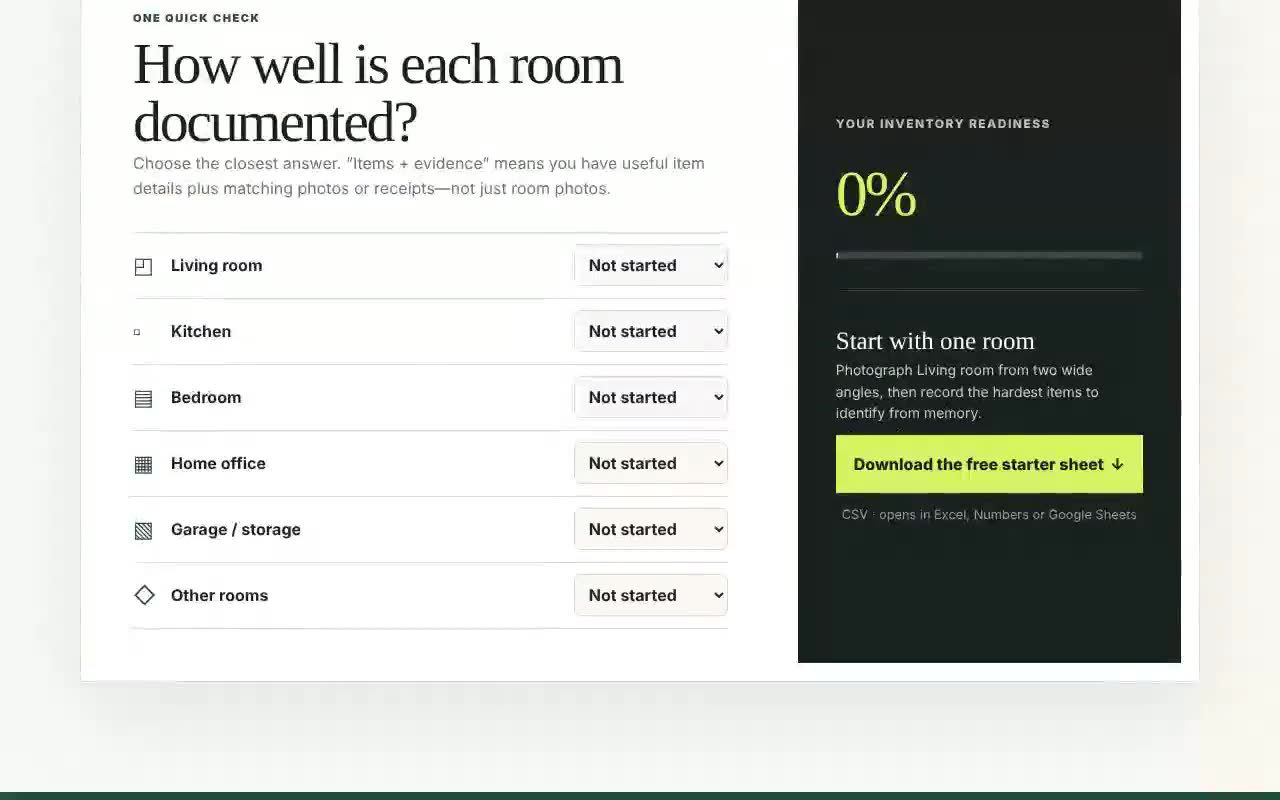 ONE QUICK CHECK
How well is each room
documented?
Choose the closest answer. “Items + evidence” means you have useful item
details plus matching photos or receipts—not just room photos.
Living room
Not started
Kitchen
Not started
Bedroom
Not started
Home office
Not started
Garage / storage
Not started
Other rooms
Not started
YOUR INVENTORY READINESS
0%
Start with one room
Photograph Living room from two wide
angles, then record the hardest items to
identify from memory.
Download the free starter sheet ↓
CSV · opens in Excel, Numbers or Google Sheets